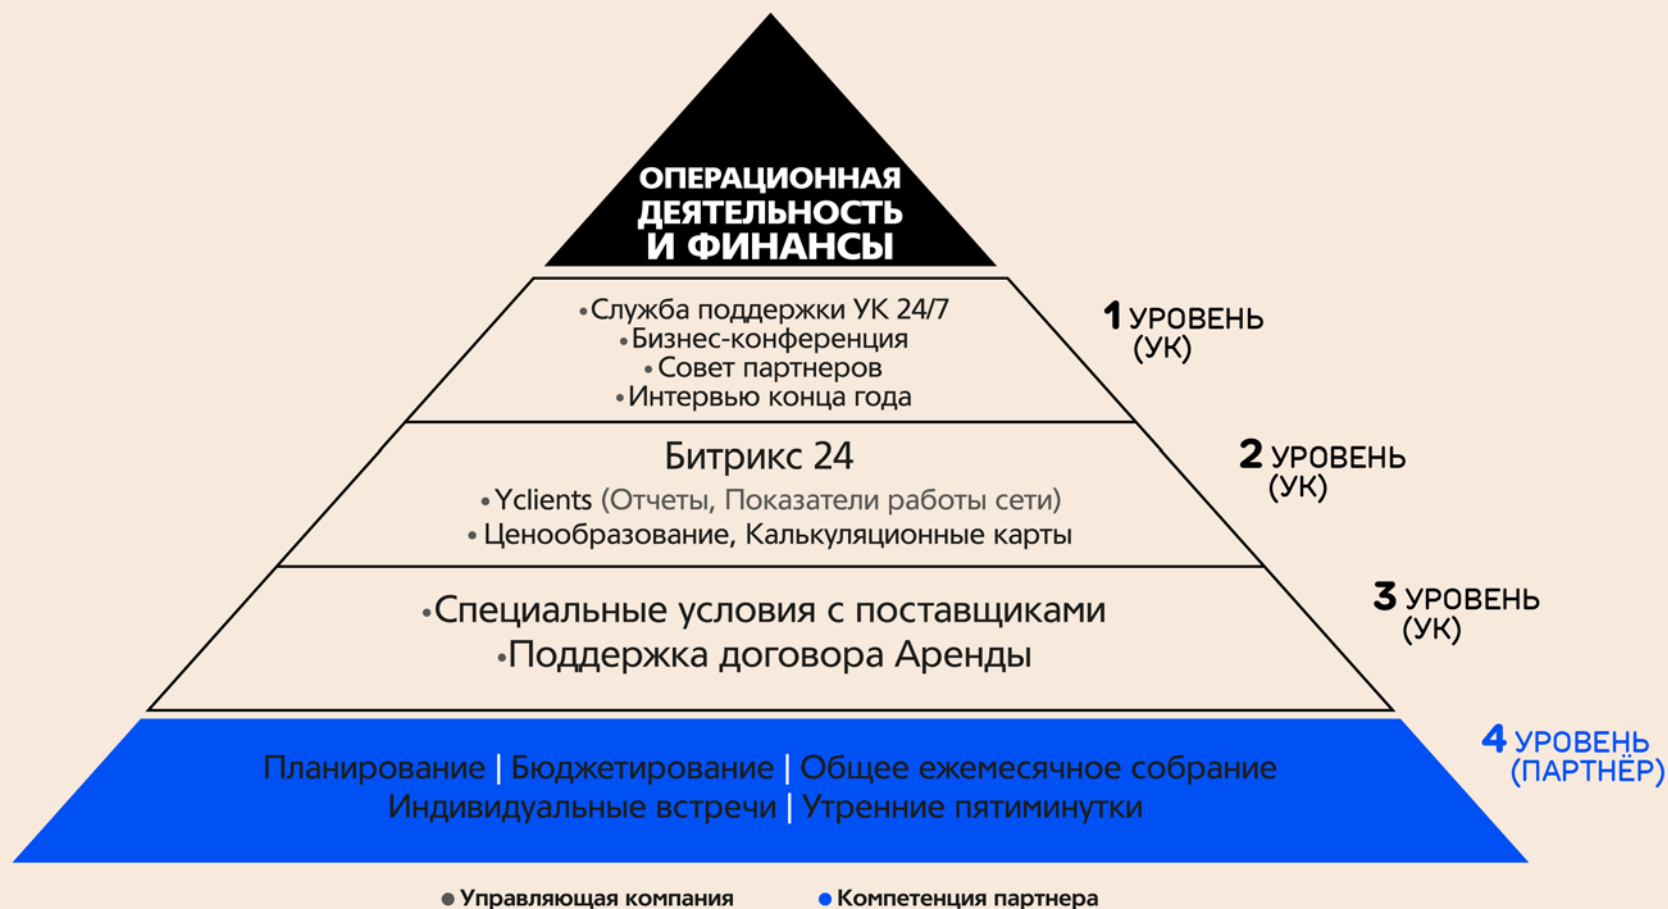 ОПЕРАЦИОННАЯ
ДЕЯТЕЛЬНОСТЬ
И ФИНАНСЫ
•Служба поддержки УК 24/7
•Бизнес-конференция
•Совет партнеров
•Интервью конца года
1 УРОВЕНЬ
(УК)
Битрикс 24
•Yclients (Отчеты, Показатели работы сети)
•Ценообразование, Калькуляционные карты
2 УРОВЕНЬ
(УК)
•Специальные условия с поставщиками
•Поддержка договора Аренды
3 УРОВЕНЬ
(УК)
Планирование | Бюджетирование | Общее ежемесячное собрание
Индивидуальные встречи | Утренние пятиминутки
4 УРОВЕНЬ
(ПАРТНЁР)
• Управляющая компания
• Компетенция партнера